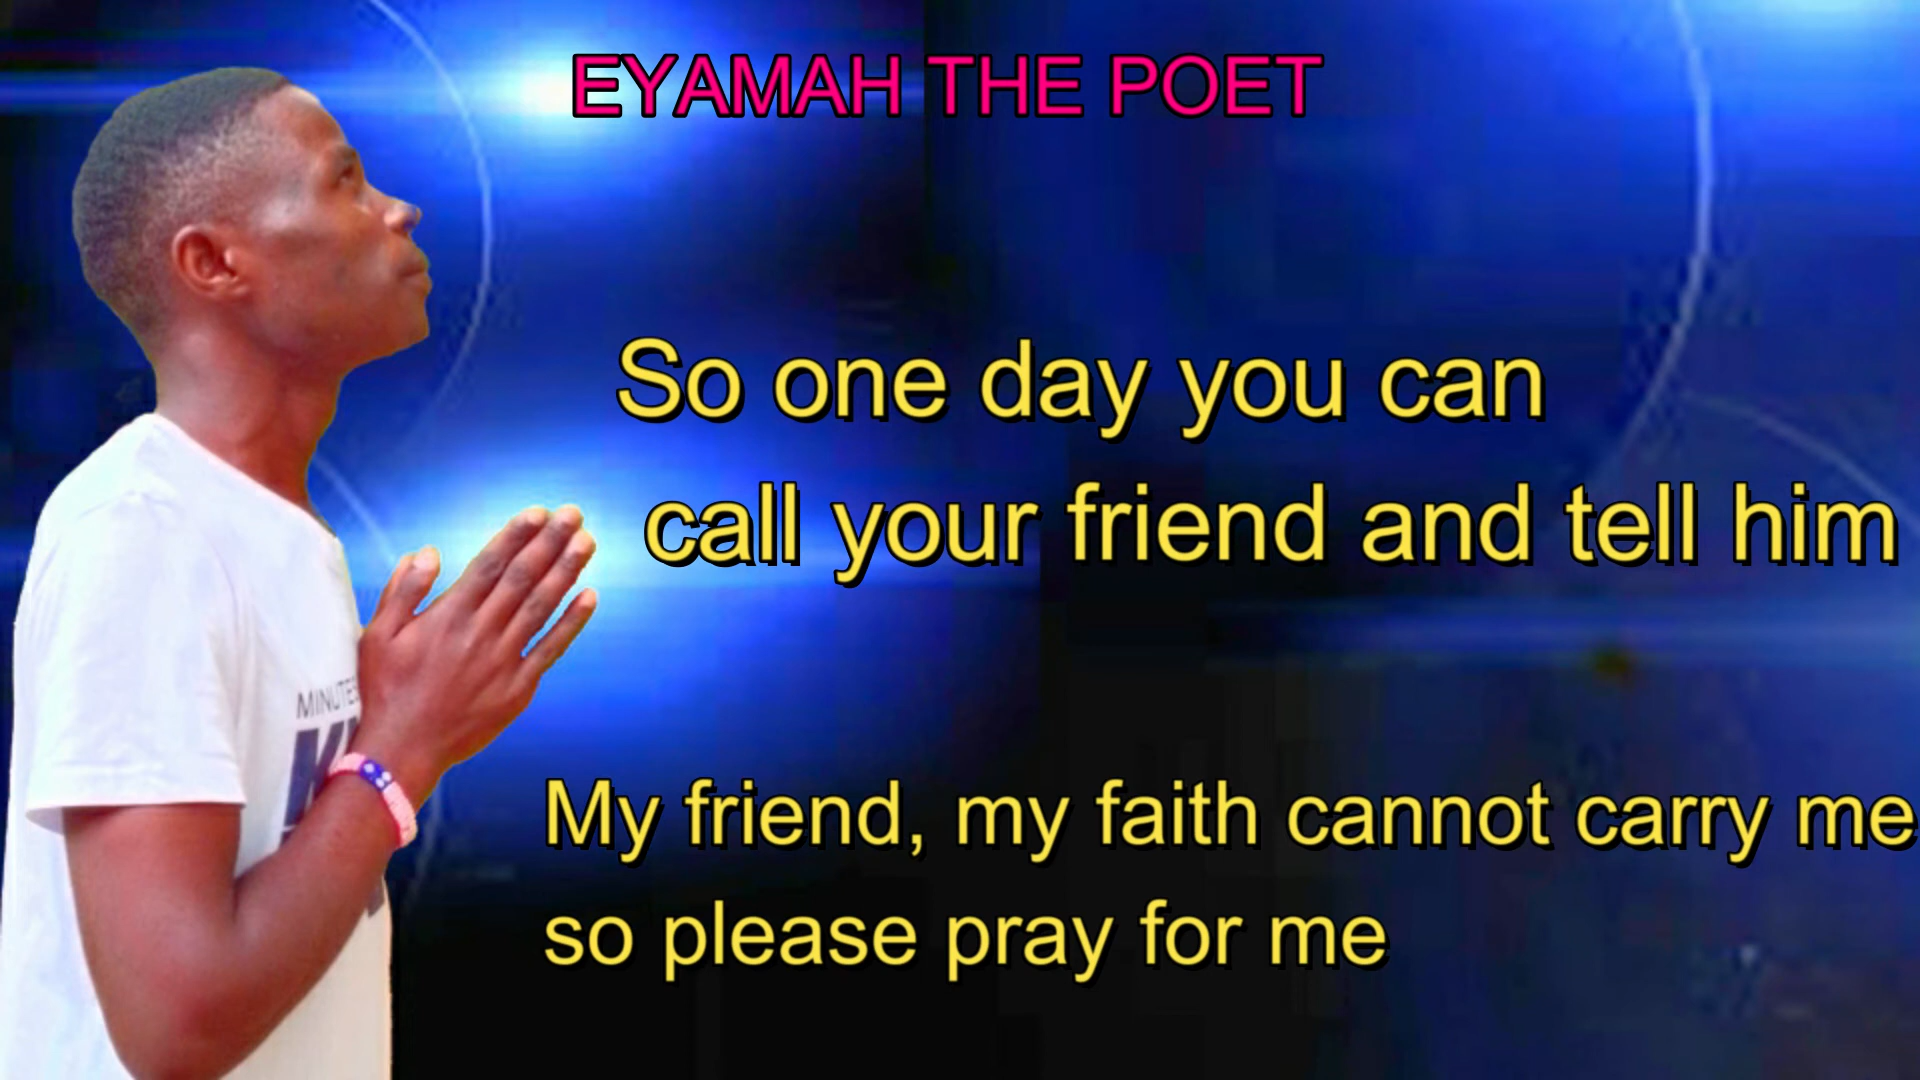 EYAMAH THE POET
So one day you can
call your friend and tell him
My friend, my faith cannot carry me
so please pray for me
MINUTES